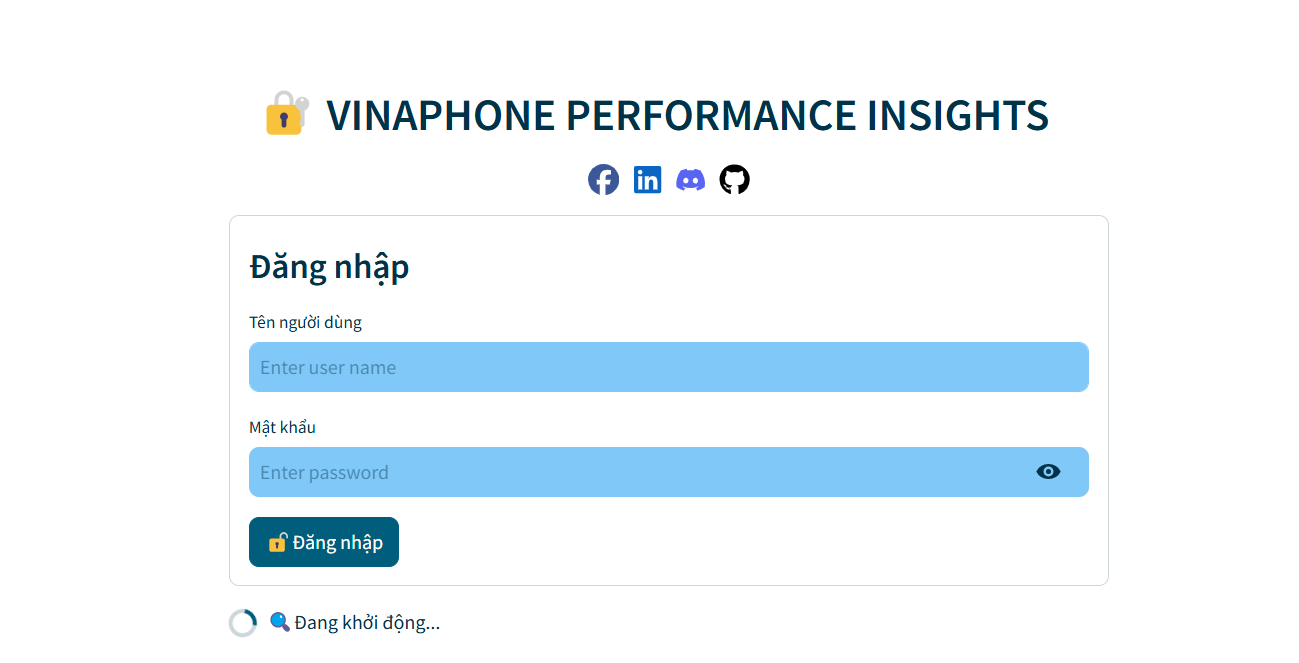 VINAPHONE PERFORMANCE INSIGHTS
Đăng nhập
Tên người dùng
Enter user name
Mật khẩu
Enter password
Đăng nhập
Đang khởi động...